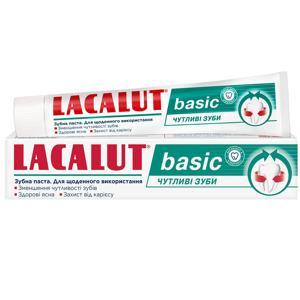 LACALUT basic
ЧУТЛИВІ ЗУБИ
Зубна паста. Для щоденного використання
• Зменшення чутливості зубів
• Здорові ясна • Захист від карієсу
LACALUT basic
ЧУТЛИВІ ЗУБИ
Зубна паста. Для щоденного використання
• Зменшення чутливості зубів
• Здорові ясна • Захист від карієсу